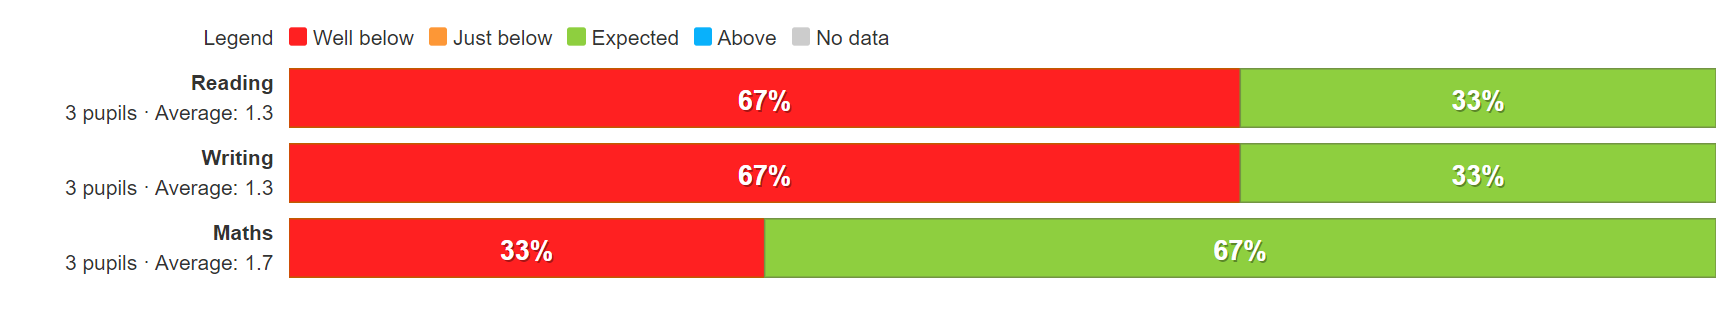 Legend Well below Just below Expected Above No data
Reading
3 pupils · Average: 1.3
67% 33%
Writing
3 pupils · Average: 1.3
67% 33%
Maths
3 pupils · Average: 1.7
33% 67%